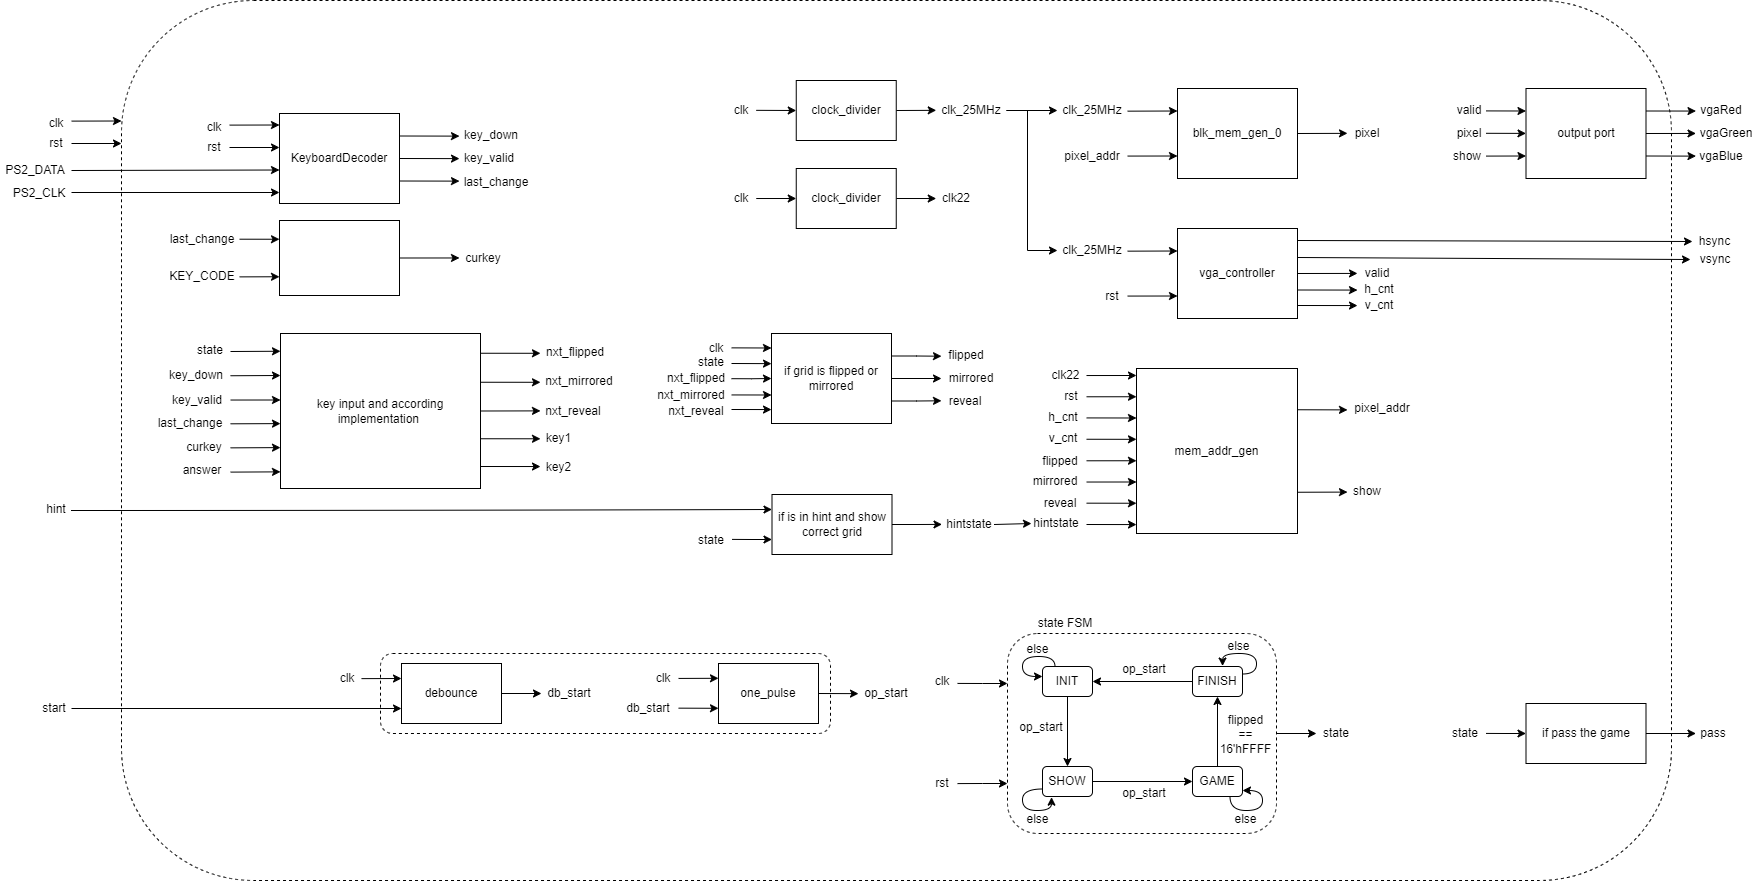 clk
rst
PS2_DATA
PS2_CLK
clk
rst
KeyboardDecoder
key_down
key_valid
last_change
last_change
KEY_CODE
curkey
clk
clock_divider
clk_25MHz
clk
clock_divider
clk22
clk_25MHz
pixel_addr
blk_mem_gen_0
pixel
valid
pixel
show
output port
vgaRed
vgaGreen
vgaBlue
clk_25MHz
rst
vga_controller
hsync
vsync
valid
h_cnt
v_cnt
state
key_down
key_valid
last_change
curkey
answer
key input and according
implementation
nxt_flipped
nxt_mirrored
nxt_reveal
key1
key2
clk
state
nxt_flipped
nxt_mirrored
nxt_reveal
if grid is flipped or
mirrored
flipped
mirrored
reveal
clk22
rst
h_cnt
v_cnt
flipped
mirrored
reveal
hintstate
mem_addr_gen
pixel_addr
show
hint
state
if is in hint and show
correct grid
hintstate
start
clk
debounce
db_start
clk
db_start
one_pulse
op_start
state FSM
clk
rst
else
INIT
op_start
else
FINISH
op_start
flipped
==
16'hFFFF
SHOW
else
op_start
GAME
else
state
state
if pass the game
pass